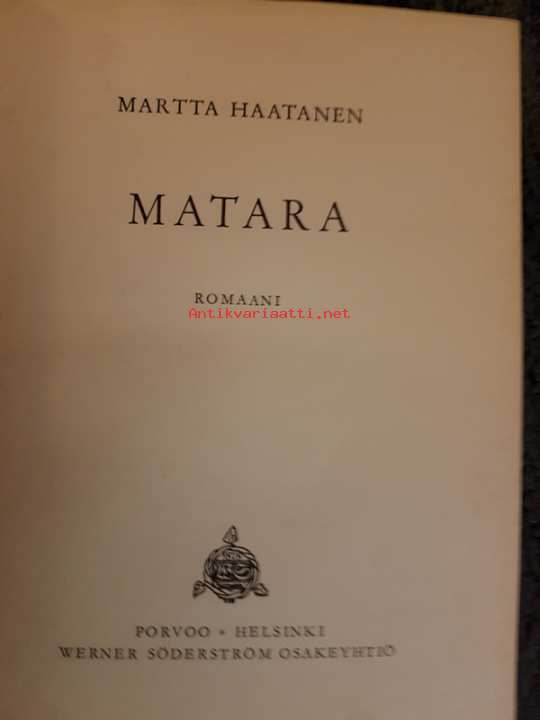 MARTTA HAATANEN
MATARA
ROMAANI
Antikvariaatti.net
PORVOO • HELSINKI
WERNER SÖDERSTRÖM OSAKEYHTIÖ